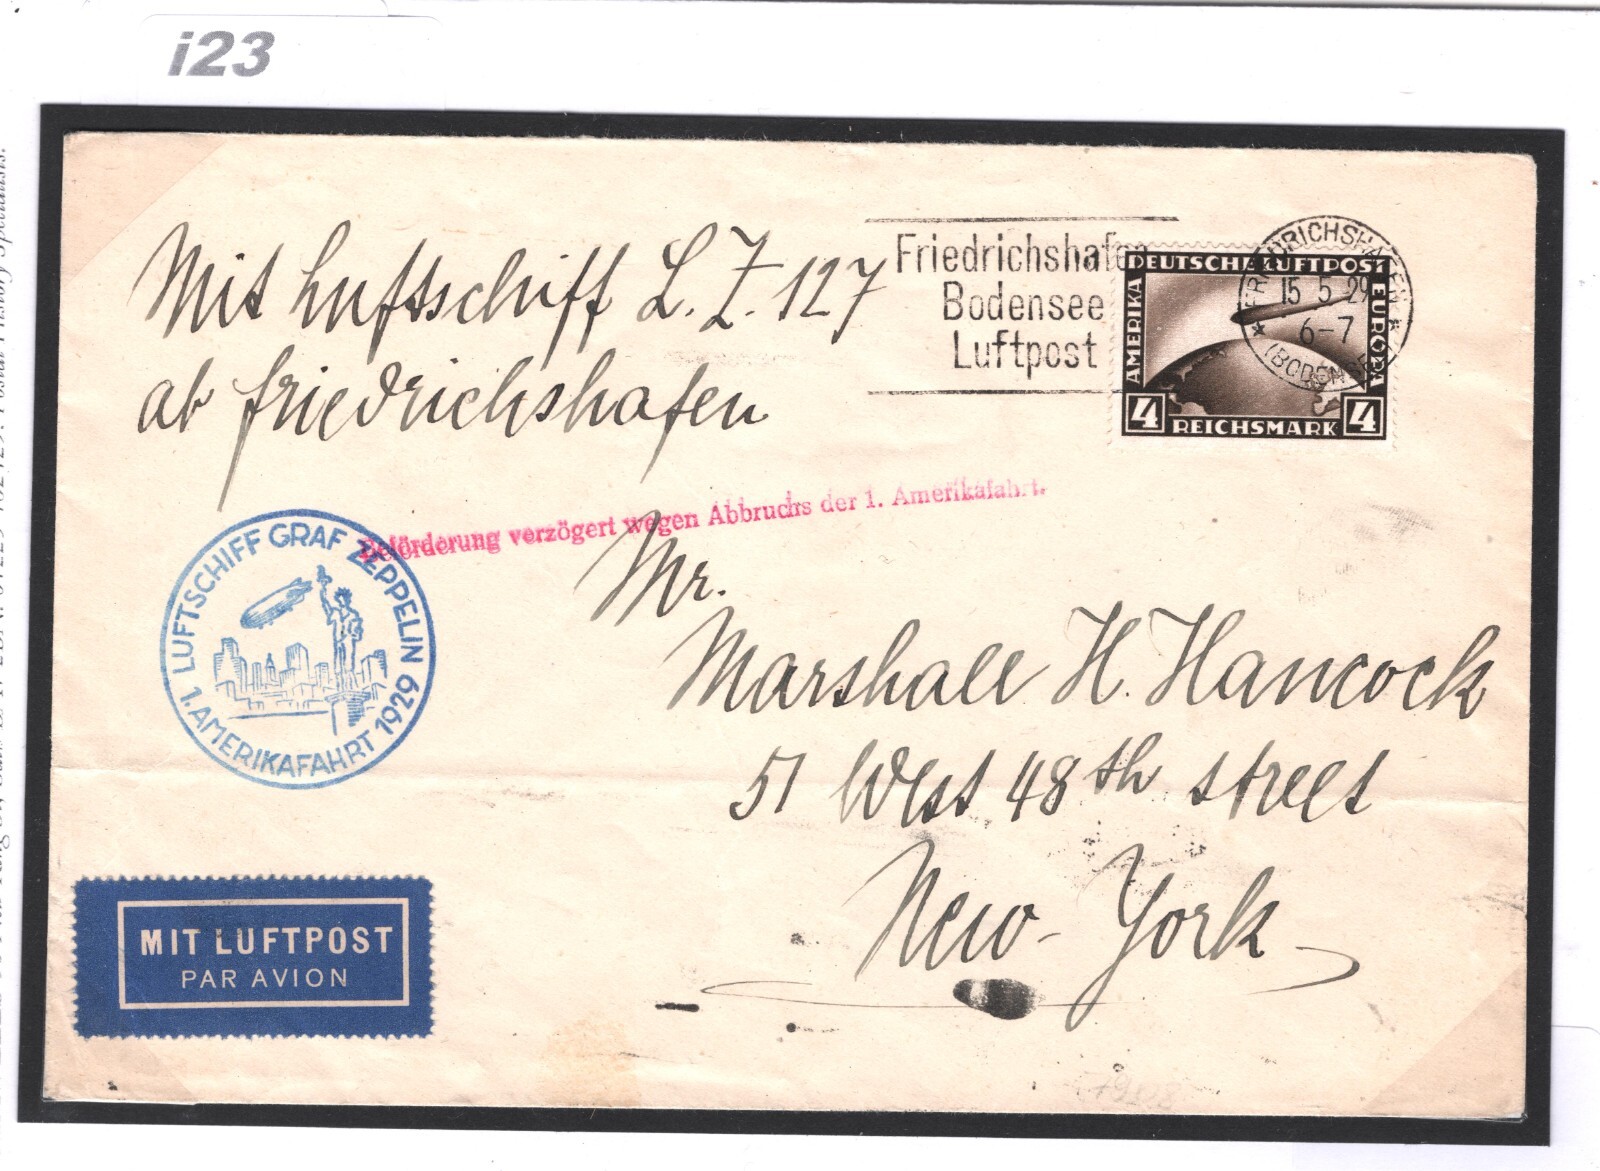 i23
Mit Luftschiff L.Z. 127
ab Friedrichshafen
Friedrichshafen
Bodensee
Luftpost
DEUTSCHE LUFTPOST
AMERIKA
EUROPA
4 REICHSMARK 4
FRIEDRICHSHAFEN
15 5 29
6-7
(BODENSEE)
Beförderung verzögert wegen Abbruchs der 1. Amerikafahrt.
LUFTSCHIFF GRAF ZEPPELIN
1. AMERIKAFAHRT 1929
Mr.
Marshall H. Hancock
51 West 48th street
New-York
MIT LUFTPOST
PAR AVION